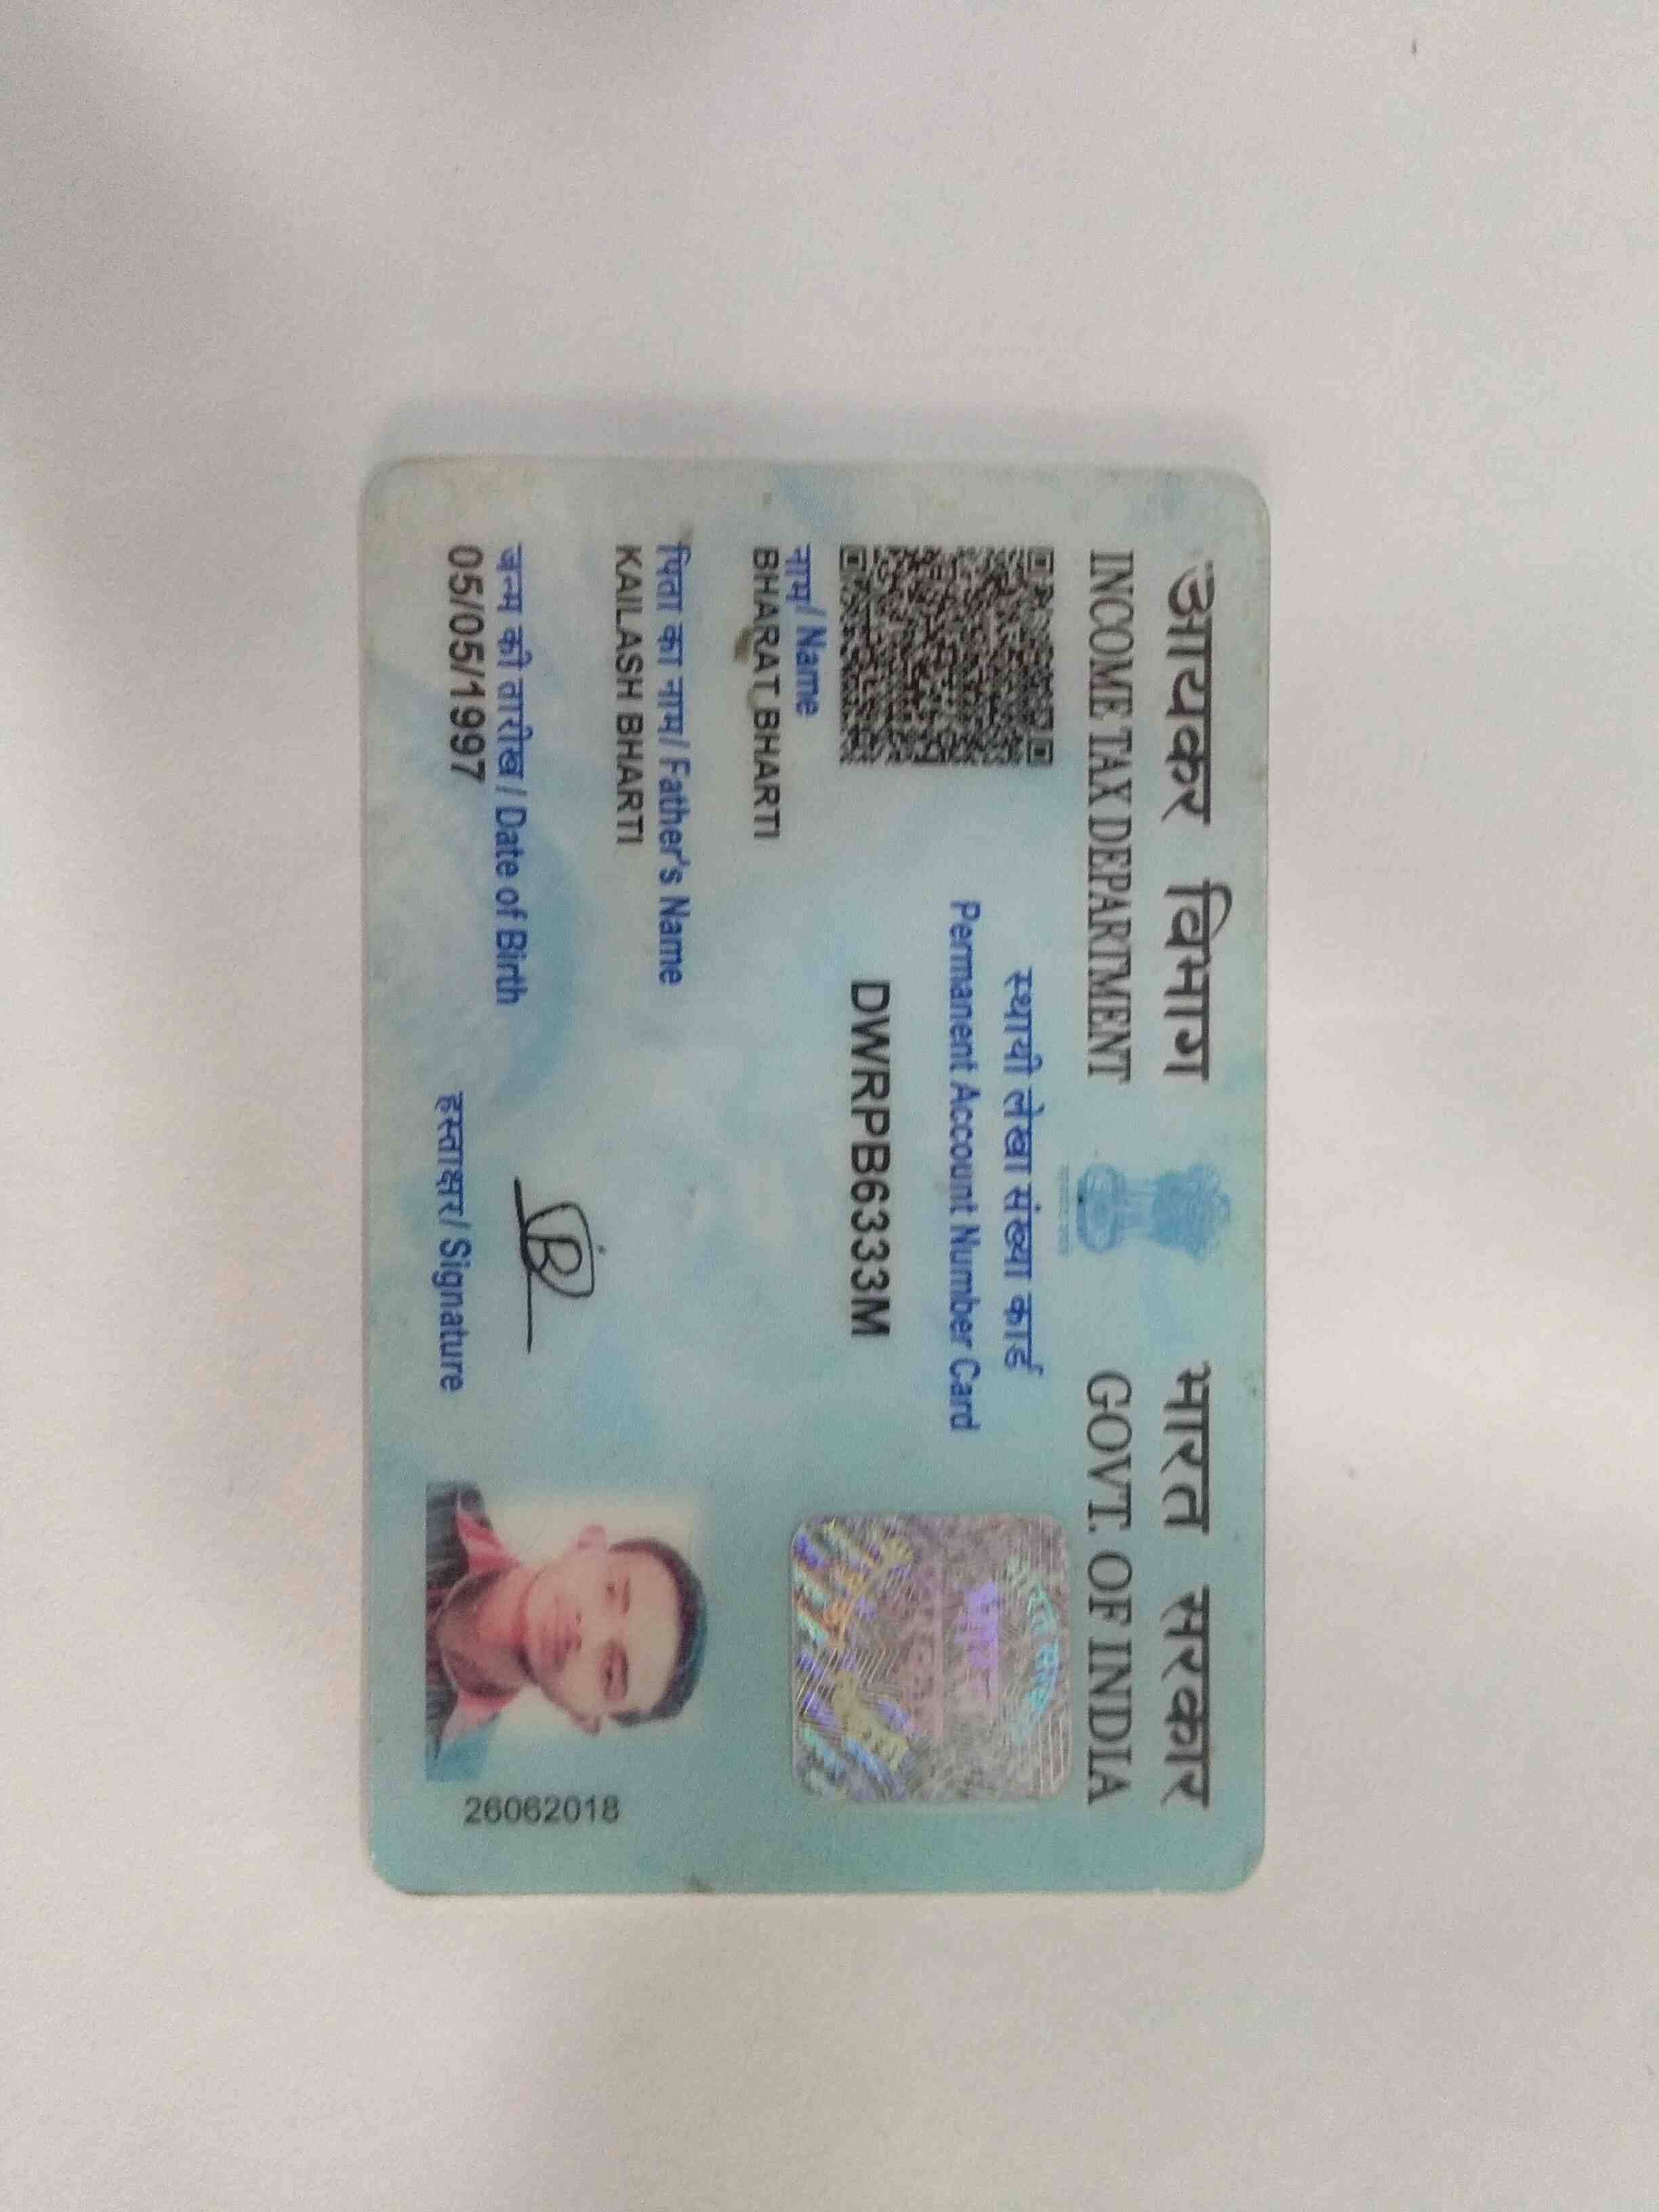 आयकर विभाग
INCOME TAX DEPARTMENT
भारत सरकार
GOVT. OF INDIA
स्थायी लेखा संख्या कार्ड
Permanent Account Number Card
DWRPB6333M
नाम/ Name
BHARAT BHARTI
पिता का नाम/ Father's Name
KAILASH BHARTI
जन्म की तारीख / Date of Birth
05/05/1997
हस्ताक्षर/ Signature
26062018